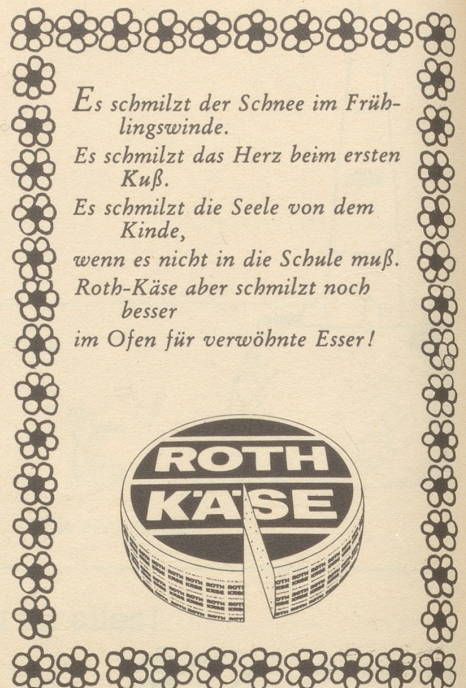 Es schmilzt der Schnee im Früh-
lingswinde.
Es schmilzt das Herz beim ersten
Kuß.
Es schmilzt die Seele von dem
Kinde,
wenn es nicht in die Schule muß.
Roth-Käse aber schmilzt noch
besser
im Ofen für verwöhnte Esser!
ROTH
KÄSE